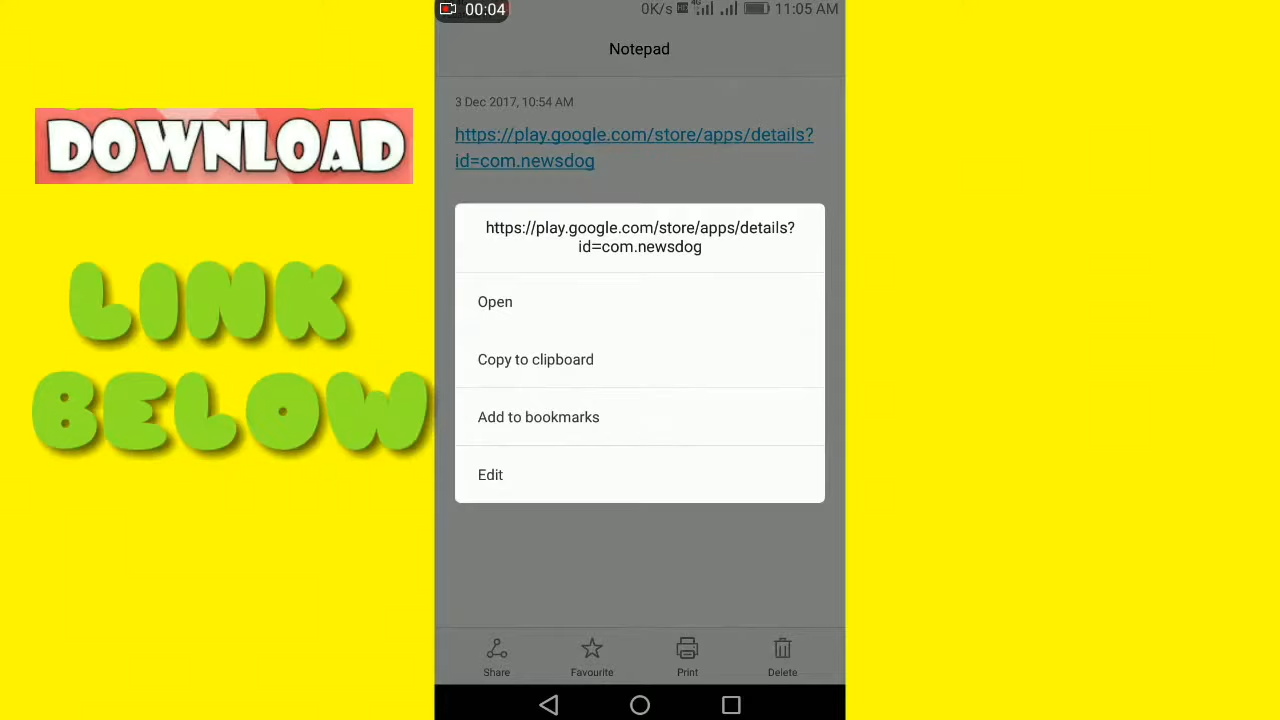 00:04
0K/s
4G
11:05 AM
Notepad
3 Dec 2017, 10:54 AM
https://play.google.com/store/apps/details?
id=com.newsdog
https://play.google.com/store/apps/details?
id=com.newsdog
Open
Copy to clipboard
Add to bookmarks
Edit
Share
Favourite
Print
Delete
DOWNLOAD
LINK
BELOW